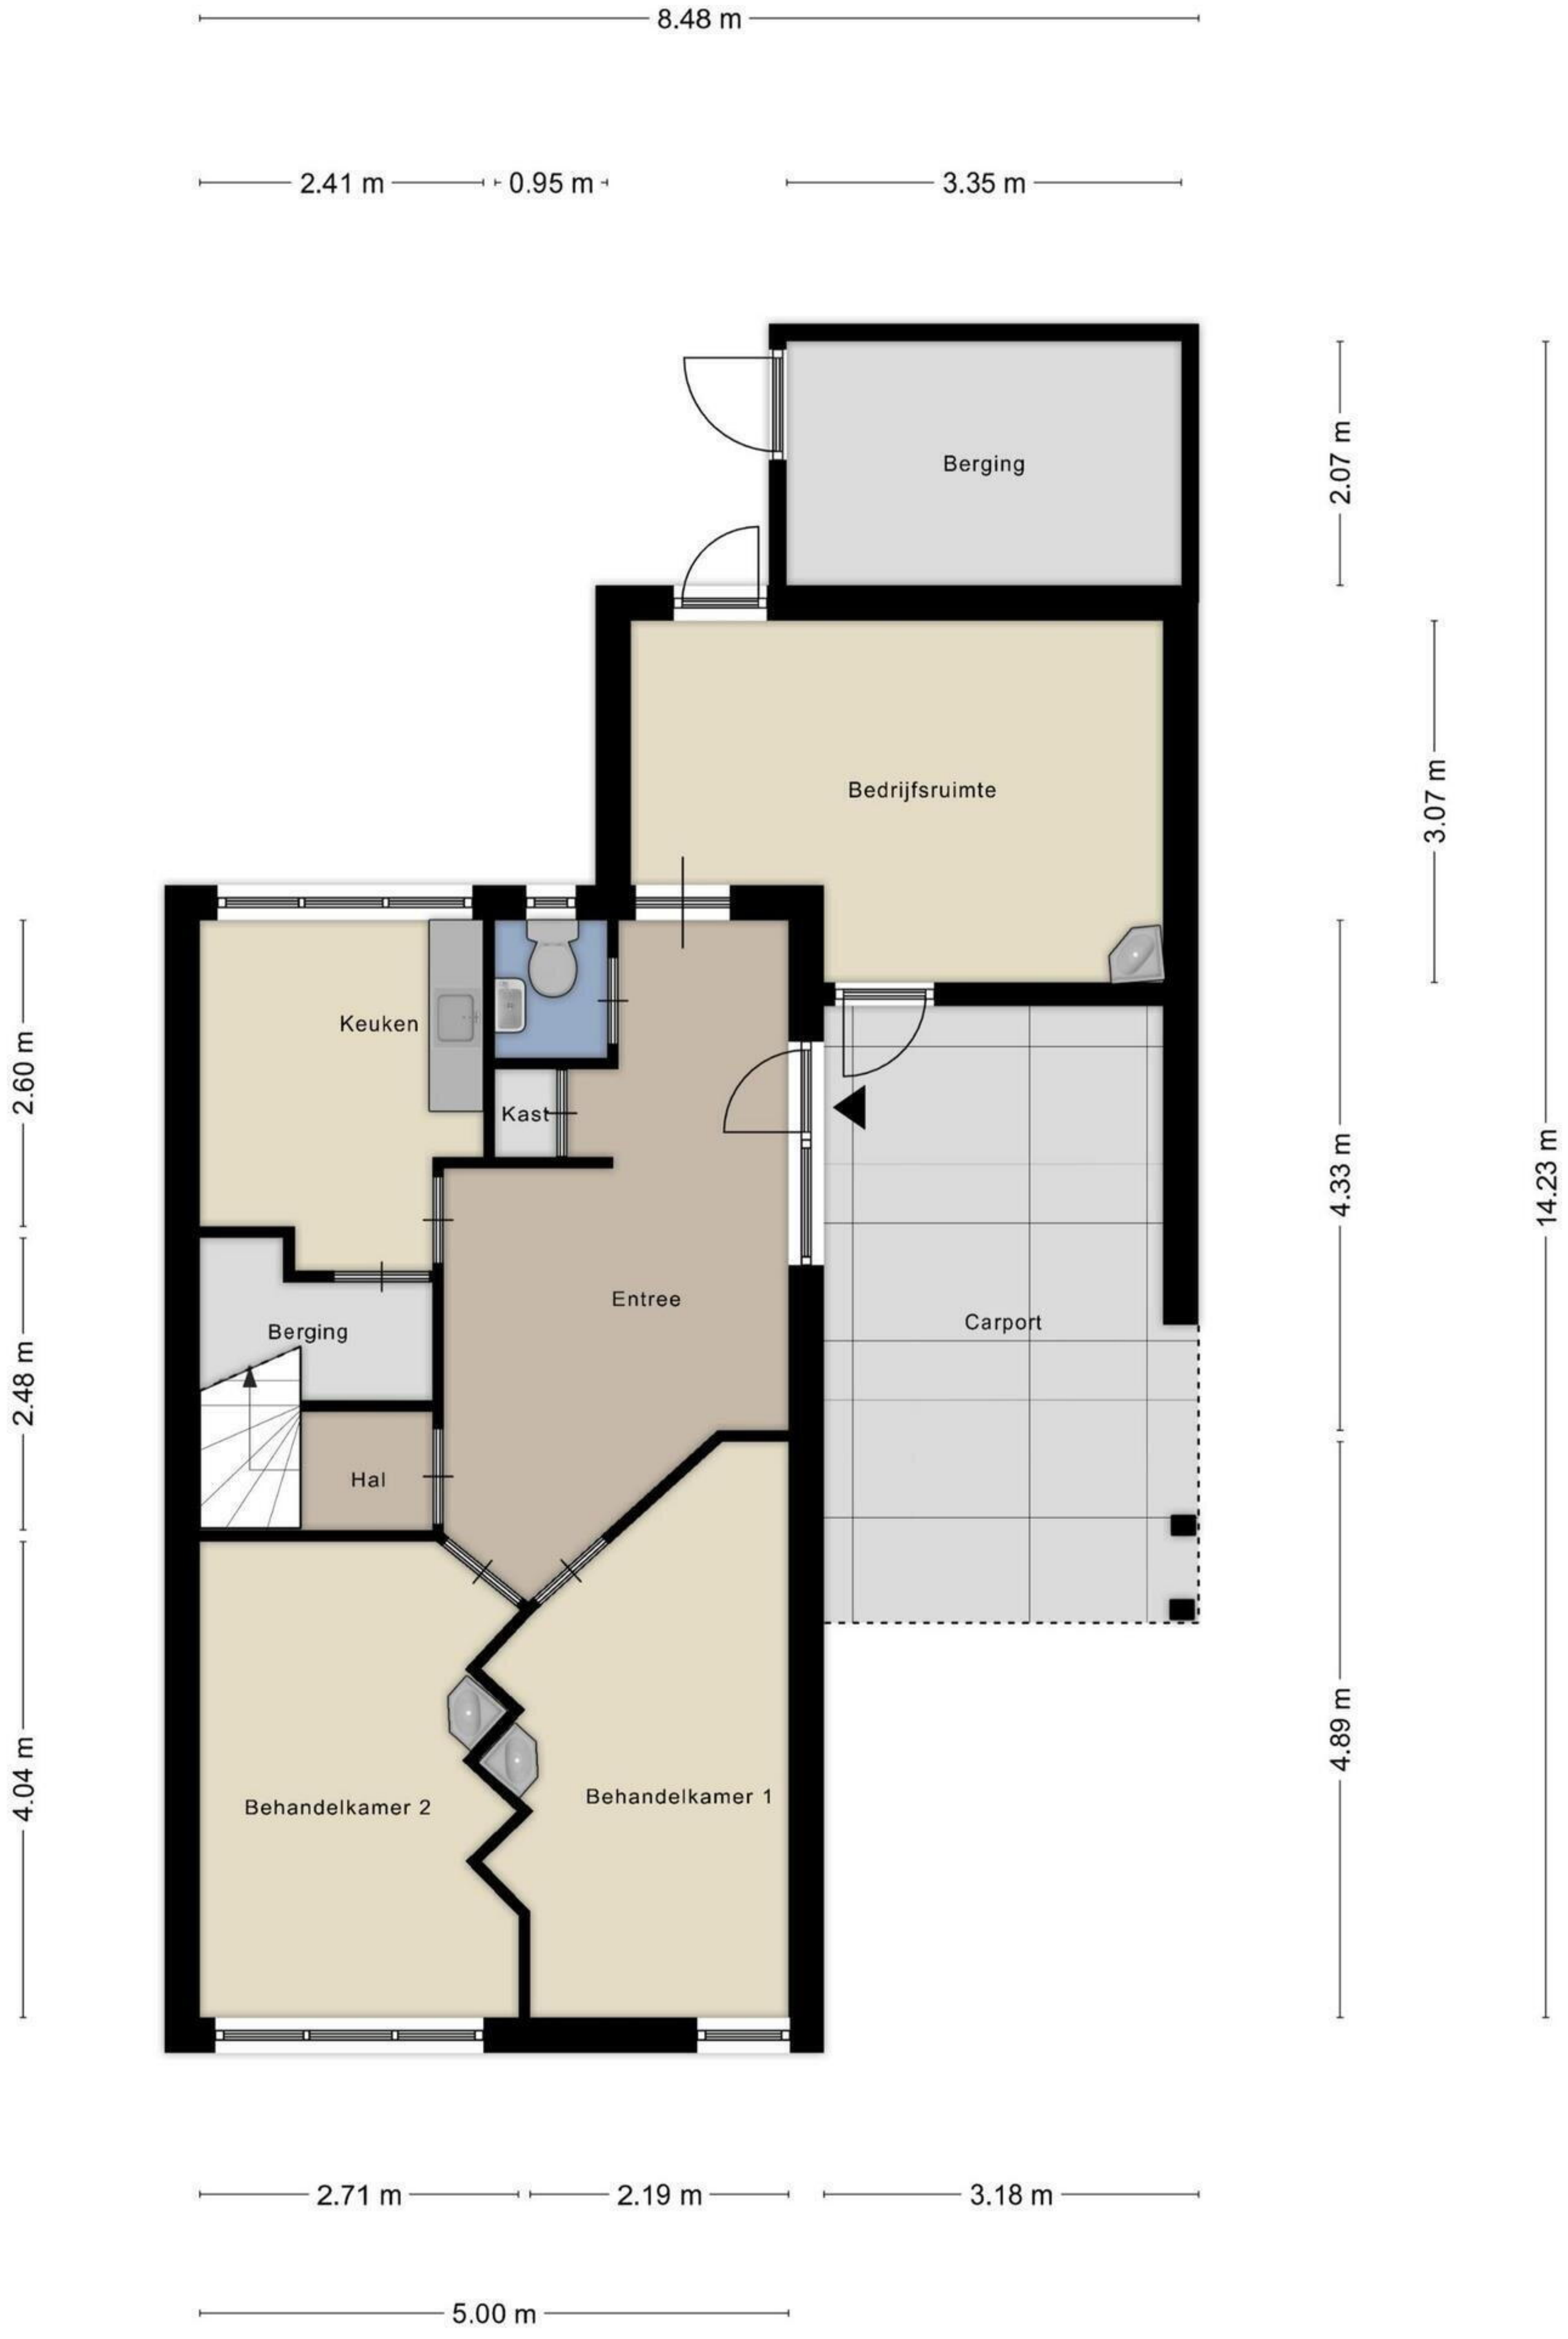 8.48 m
2.41 m
0.95 m
3.35 m
Berging
2.07 m
Bedrijfsruimte
3.07 m
Keuken
2.60 m
Kast
4.33 m
14.23 m
Entree
Carport
Berging
2.48 m
Hal
4.89 m
4.04 m
Behandelkamer 1
Behandelkamer 2
2.71 m
2.19 m
3.18 m
5.00 m